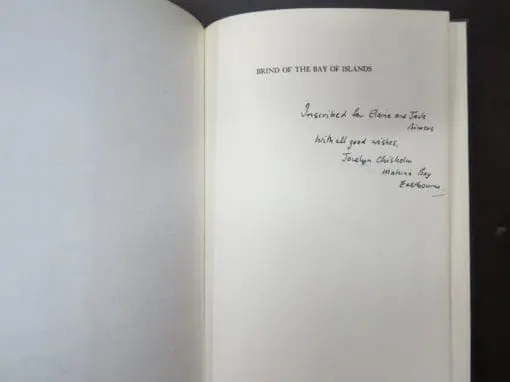 BRIND OF THE BAY OF ISLANDS
Inscribed for Elaine and Jack
Aimers
With all good wishes,
Jocelyn Chisholm
Mahina Bay
Eastbourne